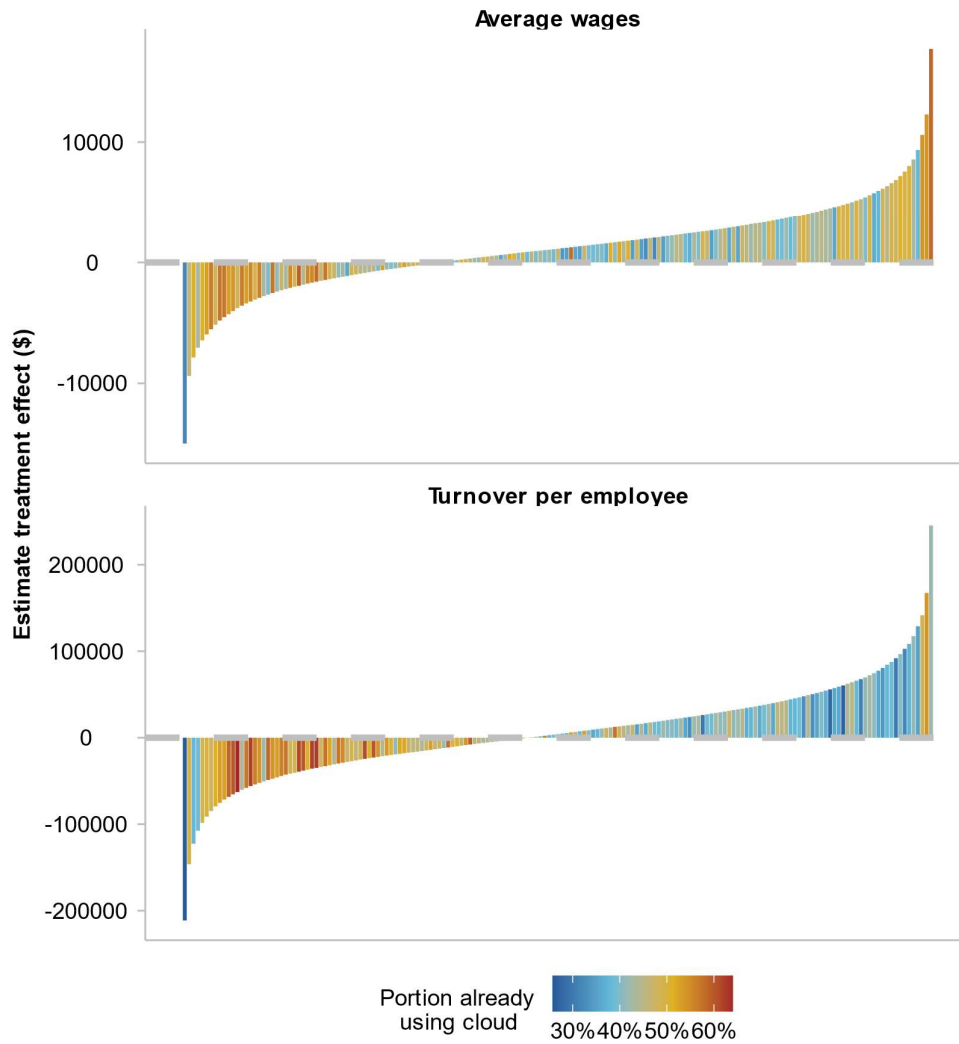 Average wages
10000
0
-10000
Estimate treatment effect ($)
Turnover per employee
200000
100000
0
-100000
-200000
Portion already
using cloud
30%40%50%60%